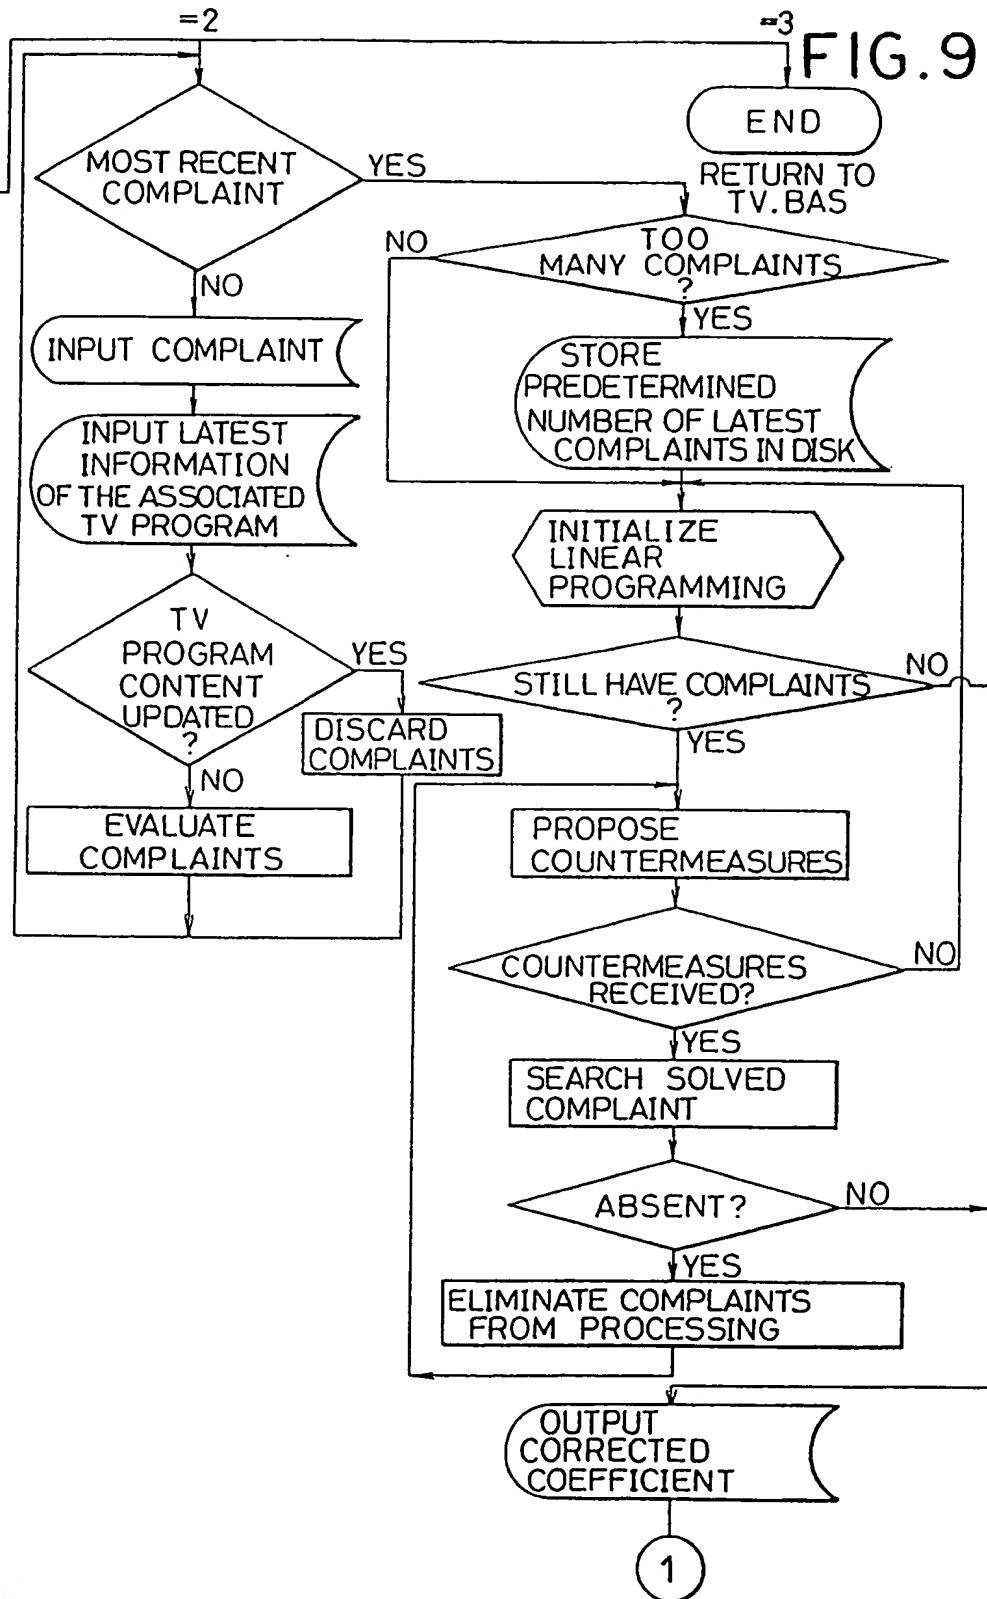 =2
=3
FIG.9
END
RETURN TO
TV.BAS
MOST RECENT
COMPLAINT
YES
NO
INPUT COMPLAINT
INPUT LATEST
INFORMATION
OF THE ASSOCIATED
TV PROGRAM
TV
PROGRAM
CONTENT
UPDATED
?
YES
DISCARD
COMPLAINTS
NO
EVALUATE
COMPLAINTS
TOO
MANY COMPLAINTS
?
NO
YES
STORE
PREDETERMINED
NUMBER OF LATEST
COMPLAINTS IN DISK
INITIALIZE
LINEAR
PROGRAMMING
STILL HAVE COMPLAINTS
?
NO
YES
PROPOSE
COUNTERMEASURES
COUNTERMEASURES
RECEIVED?
NO
YES
SEARCH SOLVED
COMPLAINT
ABSENT?
NO
YES
ELIMINATE COMPLAINTS
FROM PROCESSING
OUTPUT
CORRECTED
COEFFICIENT
1